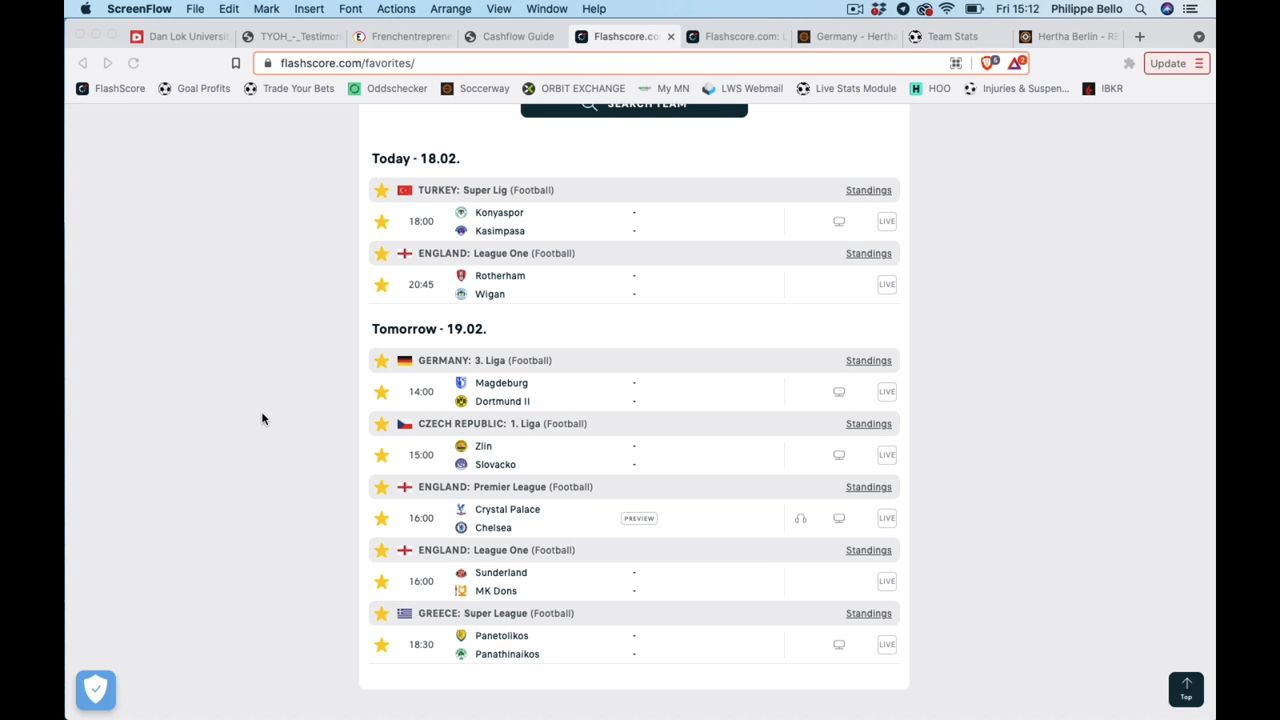 ScreenFlow File Edit Mark Insert Font Actions Arrange View Window Help Fri 15:12 Philippe Bello
Dan Lok Universit TYOH_-_Testimon Frenchentreprene Cashflow Guide Flashscore.co Flashscore.com: L Germany - Hertha Team Stats Hertha Berlin - RB
flashscore.com/favorites/ Update
FlashScore Goal Profits Trade Your Bets Oddschecker Soccerway ORBIT EXCHANGE My MN LWS Webmail Live Stats Module HOO Injuries & Suspen... IBKR
SEARCH TEAM
Today - 18.02.
TURKEY: Super Lig (Football) Standings
18:00 Konyaspor - LIVE
Kasimpasa -
ENGLAND: League One (Football) Standings
20:45 Rotherham - LIVE
Wigan -
Tomorrow - 19.02.
GERMANY: 3. Liga (Football) Standings
14:00 Magdeburg - LIVE
Dortmund II -
CZECH REPUBLIC: 1. Liga (Football) Standings
15:00 Zlin - LIVE
Slovacko -
ENGLAND: Premier League (Football) Standings
16:00 Crystal Palace PREVIEW LIVE
Chelsea
ENGLAND: League One (Football) Standings
16:00 Sunderland - LIVE
MK Dons -
GREECE: Super League (Football) Standings
18:30 Panetolikos - LIVE
Panathinaikos -
Top